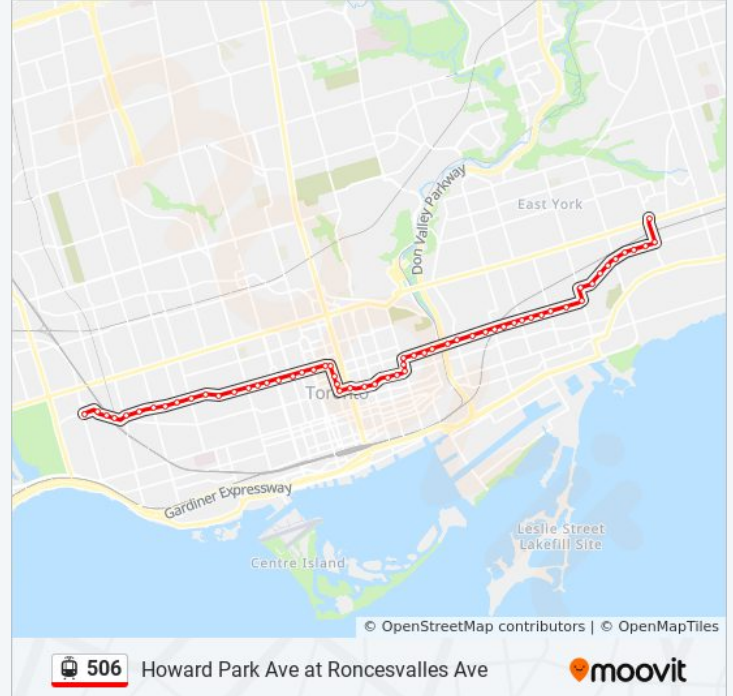 Don Valley Parkway
East York
Toronto
Gardiner Expressway
Leslie Street
Lakefill Site
Centre Island
© OpenStreetMap contributors | © OpenMapTiles
506 Howard Park Ave at Roncesvalles Ave moovit